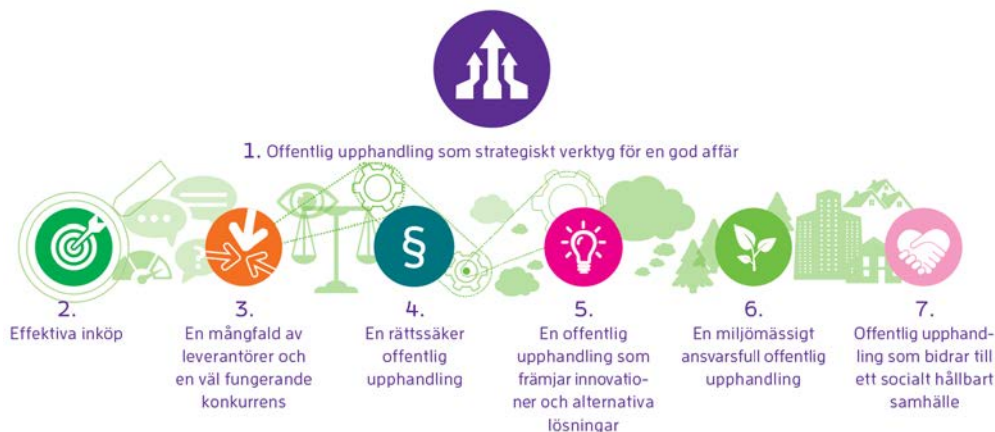 1. Offentlig upphandling som strategiskt verktyg för en god affär
§
2.
Effektiva inköp
3.
En mångfald av
leverantörer och
en väl fungerande
konkurrens
4.
En rättssäker
offentlig
upphandling
5.
En offentlig
upphandling som
främjar innovatio-
ner och alternativa
lösningar
6.
En miljömässigt
ansvarsfull offentlig
upphandling
7.
Offentlig upphand-
ling som bidrar till
ett socialt hållbart
samhälle